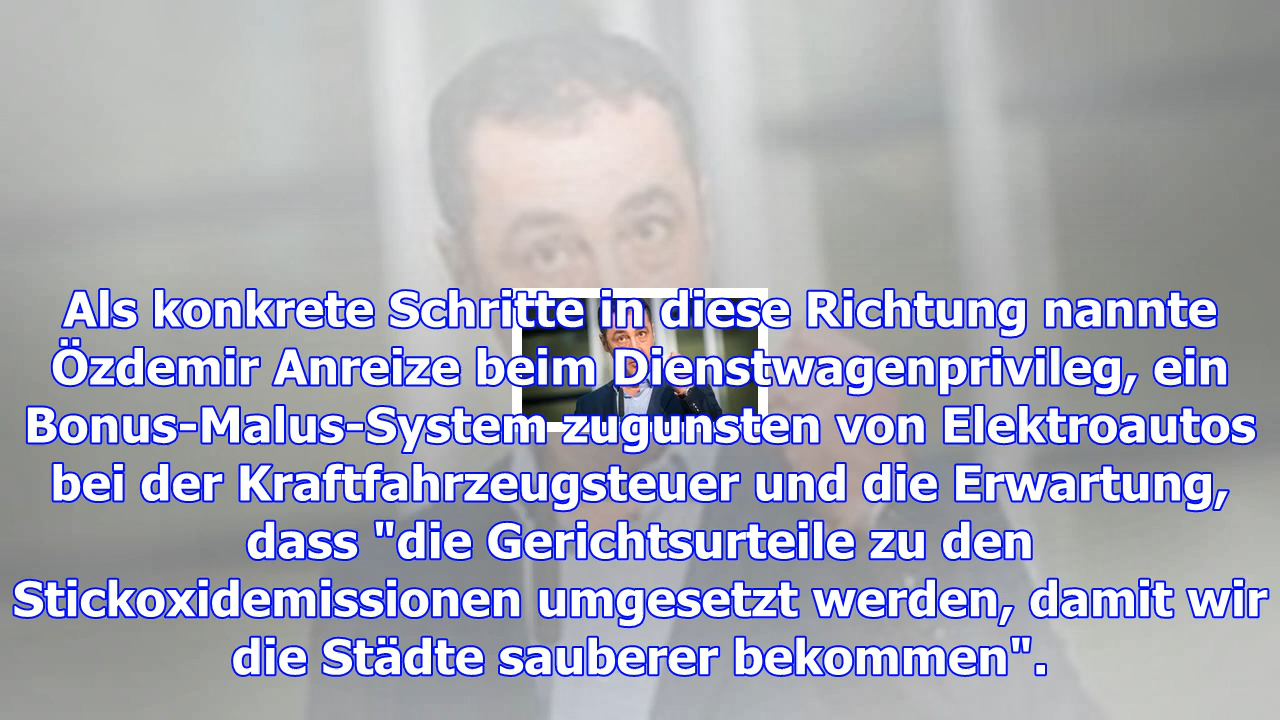 Als konkrete Schritte in diese Richtung nannte
Özdemir Anreize beim Dienstwagenprivileg, ein
Bonus-Malus-System zugunsten von Elektroautos
bei der Kraftfahrzeugsteuer und die Erwartung,
dass "die Gerichtsurteile zu den
Stickoxidemissionen umgesetzt werden, damit wir
die Städte sauberer bekommen".